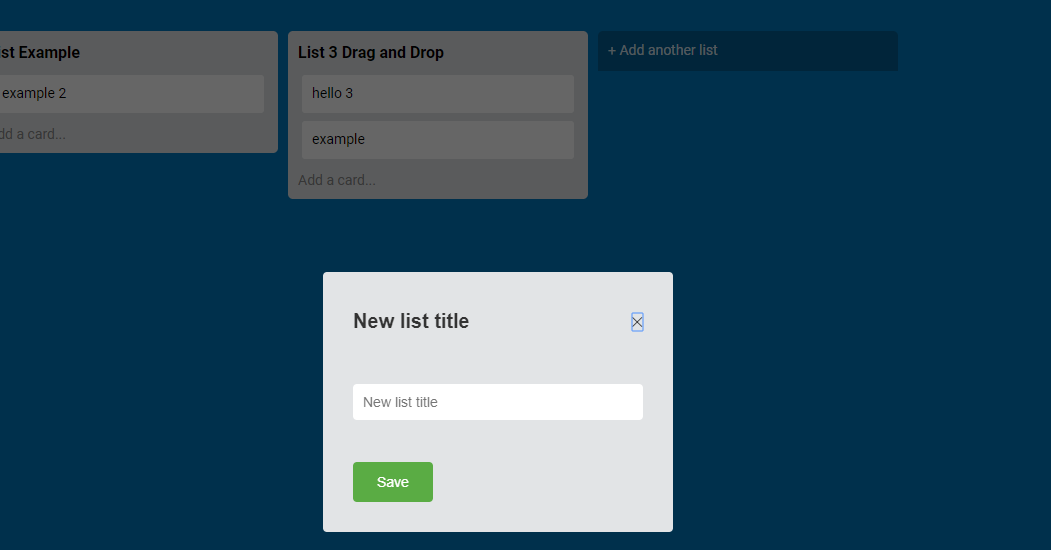 ist Example
example 2
dd a card...
List 3 Drag and Drop
hello 3
example
Add a card...
+ Add another list
New list title
New list title
Save